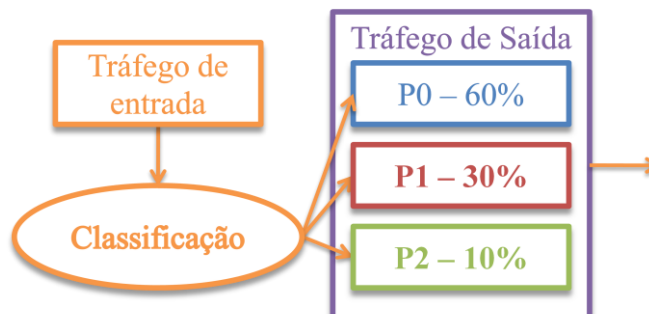 Tráfego de
entrada
Classificação
Tráfego de Saída
P0 – 60%
P1 – 30%
P2 – 10%